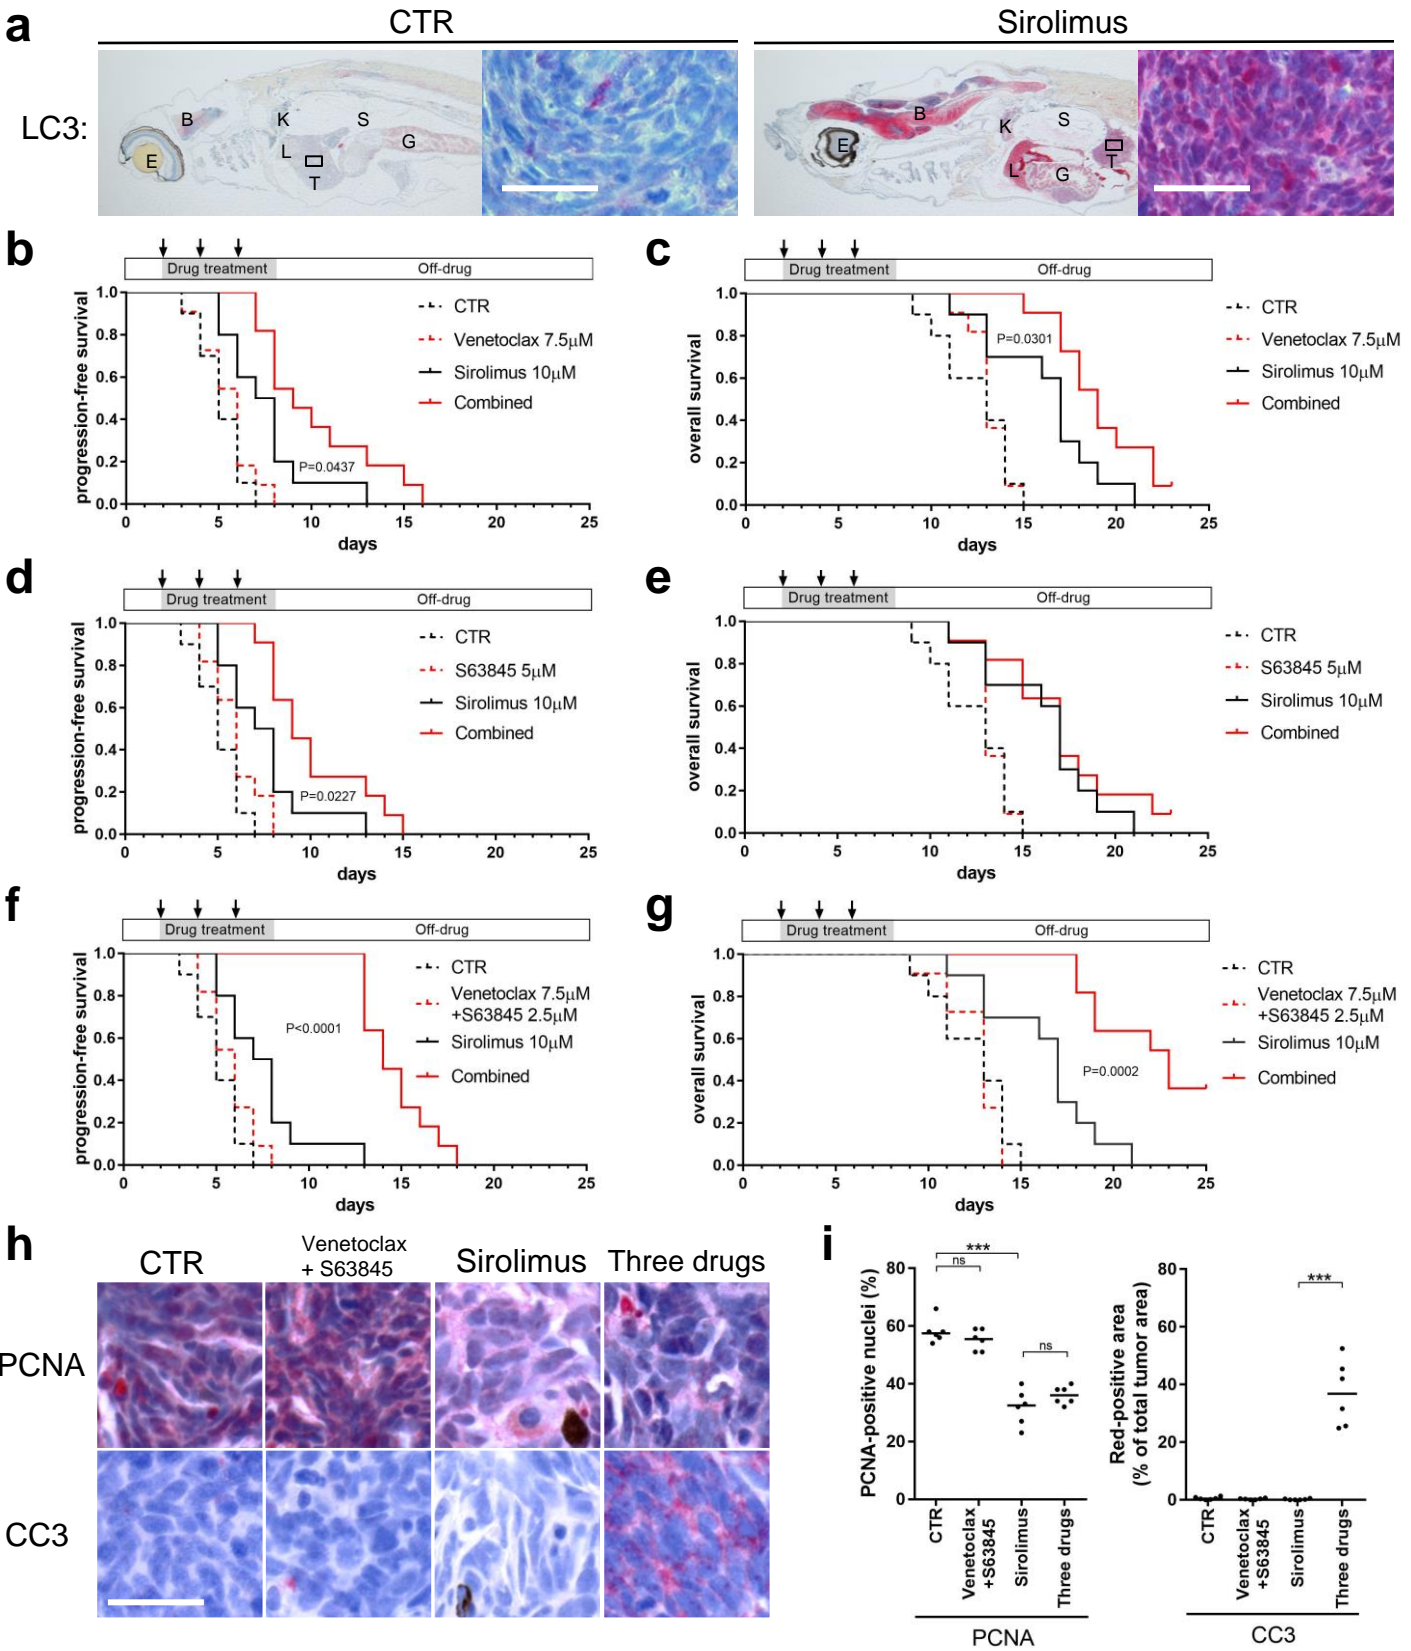 a
CTR
Sirolimus
LC3:
B
K
S
E
L
G
T
B
K
S
E
T
L
G
b
Drug treatment
Off-drug
progression-free survival
1.0
0.8
0.6
0.4
0.2
0.0
P=0.0437
0 5 10 15 20 25
days
CTR
Venetoclax 7.5µM
Sirolimus 10µM
Combined
c
Drug treatment
Off-drug
overall survival
1.0
0.8
0.6
0.4
0.2
0.0
P=0.0301
0 5 10 15 20 25
days
CTR
Venetoclax 7.5µM
Sirolimus 10µM
Combined
d
Drug treatment
Off-drug
progression-free survival
1.0
0.8
0.6
0.4
0.2
0.0
P=0.0227
0 5 10 15 20 25
days
CTR
S63845 5µM
Sirolimus 10µM
Combined
e
Drug treatment
Off-drug
overall survival
1.0
0.8
0.6
0.4
0.2
0.0
0 5 10 15 20 25
days
CTR
S63845 5µM
Sirolimus 10µM
Combined
f
Drug treatment
Off-drug
progression-free survival
1.0
0.8
0.6
0.4
0.2
0.0
P<0.0001
0 5 10 15 20 25
days
CTR
Venetoclax 7.5µM
+S63845 2.5µM
Sirolimus 10µM
Combined
g
Drug treatment
Off-drug
overall survival
1.0
0.8
0.6
0.4
0.2
0.0
P=0.0002
0 5 10 15 20 25
days
CTR
Venetoclax 7.5µM
+S63845 2.5µM
Sirolimus 10µM
Combined
h
CTR
Venetoclax
+ S63845
Sirolimus
Three drugs
PCNA
CC3
i
PCNA-positive nuclei (%)
80
60
40
20
0
***
ns
ns
CTR
Venetoclax
+S63845
Sirolimus
Three drugs
PCNA
Red-positive area
(% of total tumor area)
80
60
40
20
0
***
CTR
Venetoclax
+S63845
Sirolimus
Three drugs
CC3